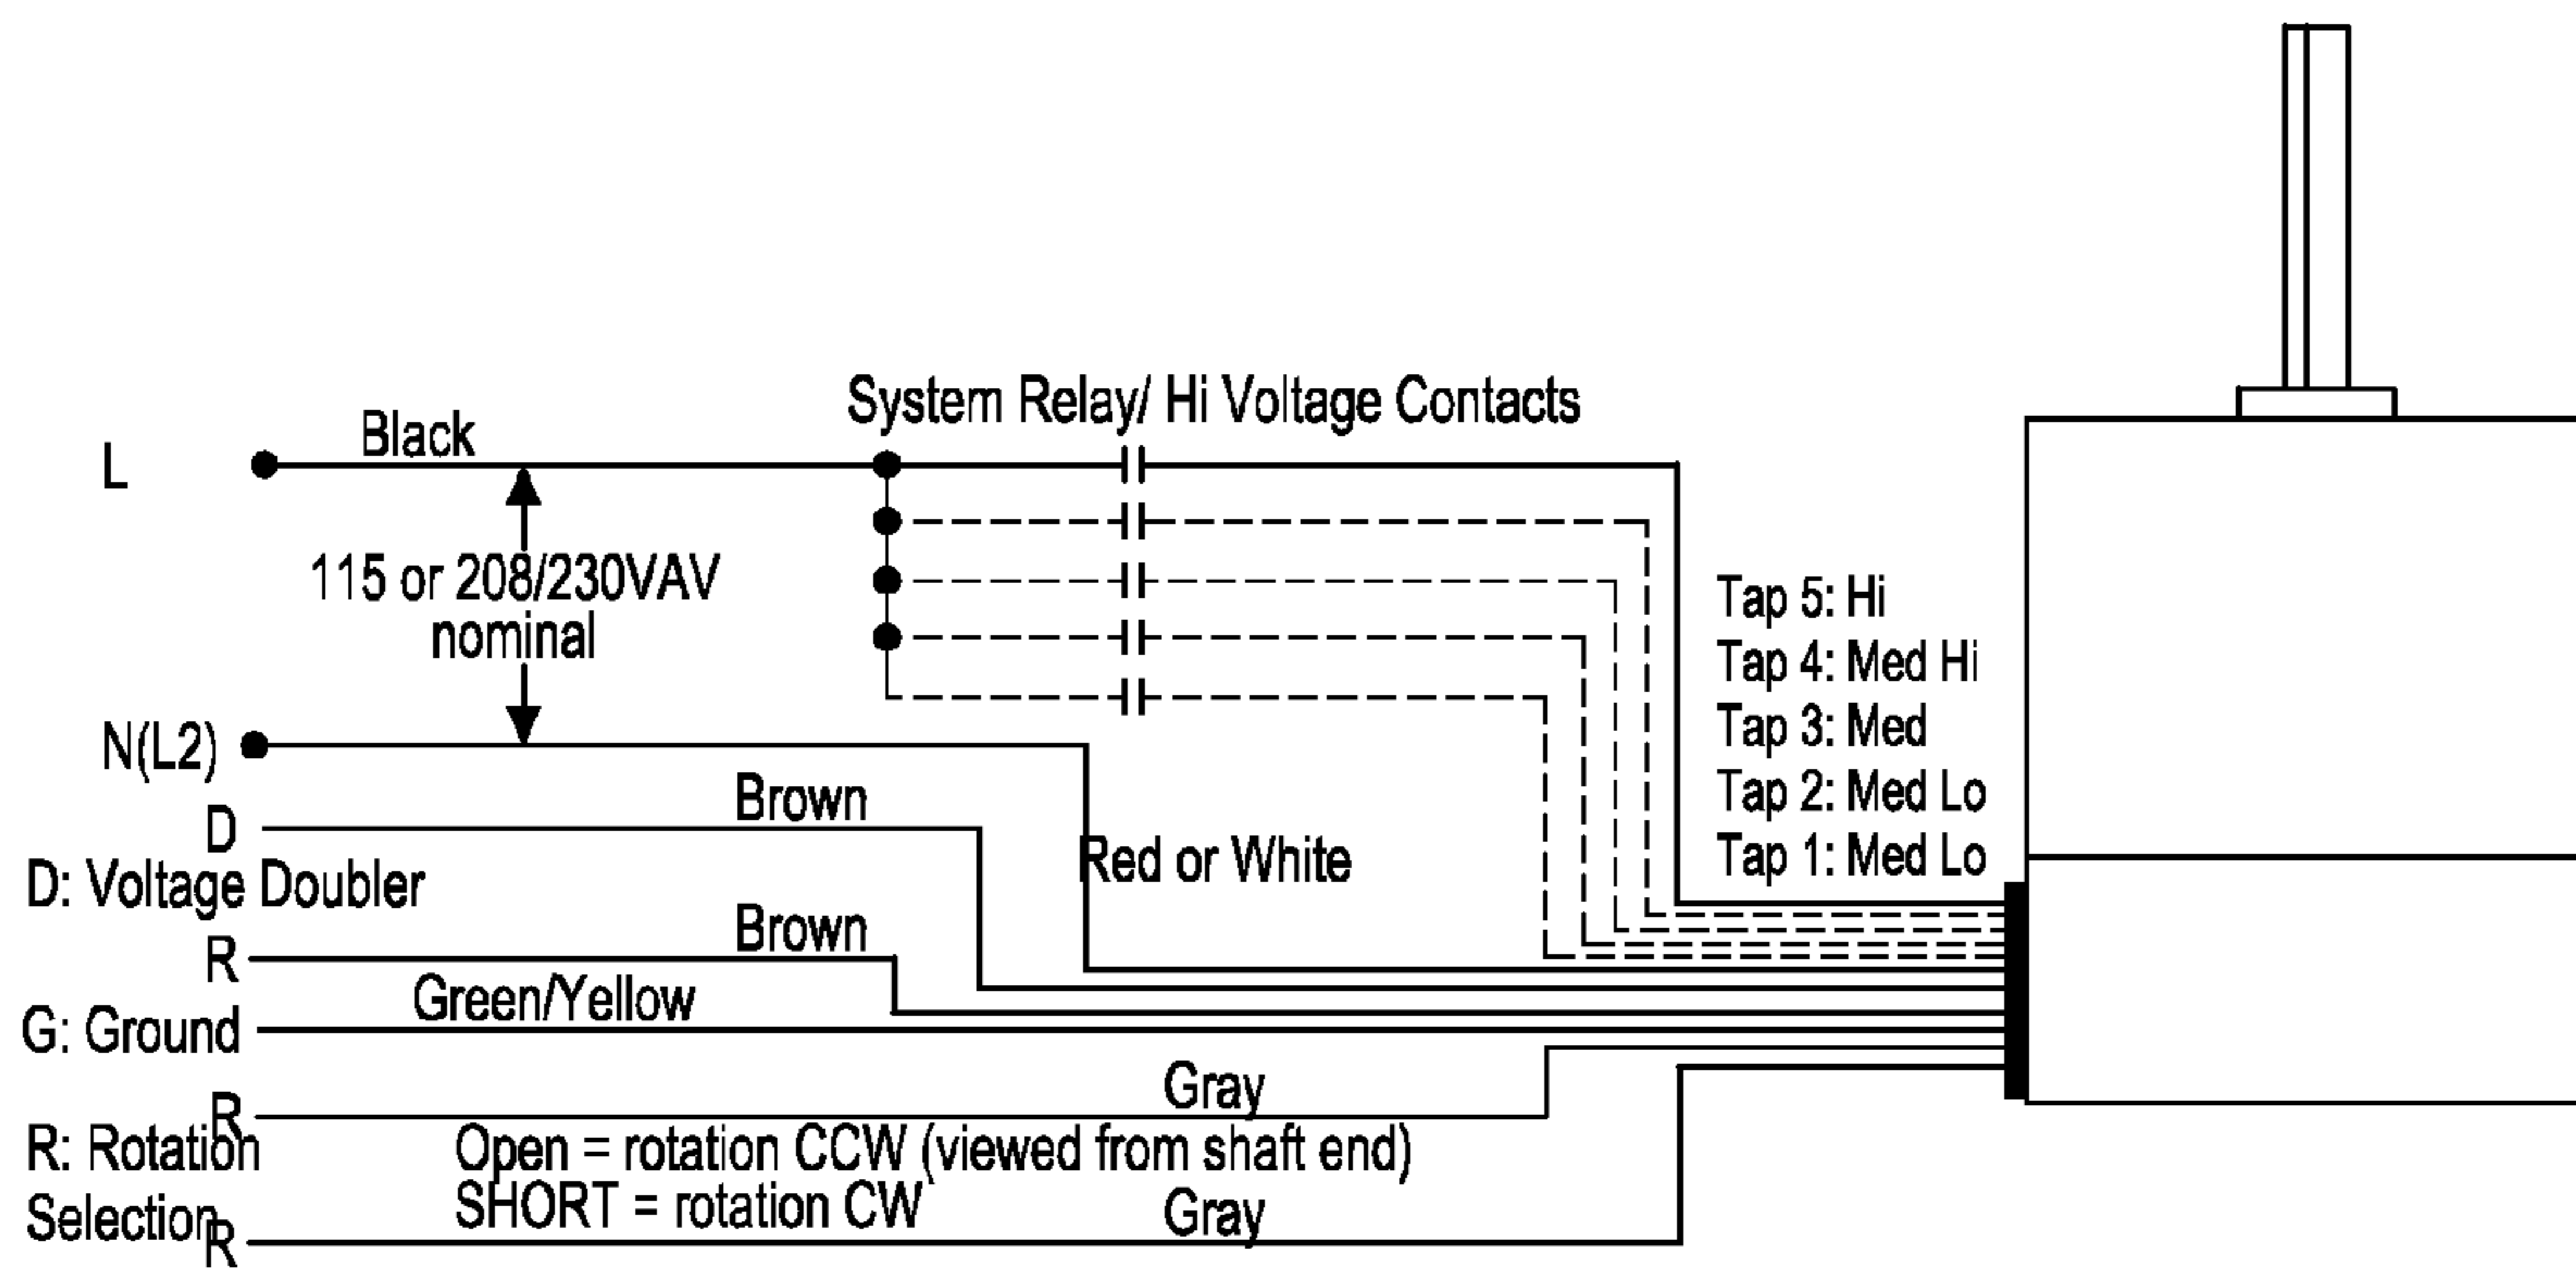 System Relay/ Hi Voltage Contacts
Black
L
115 or 208/230VAV
nominal
Tap 5: Hi
Tap 4: Med Hi
Tap 3: Med
Tap 2: Med Lo
Tap 1: Med Lo
N(L2)
Brown
D
Red or White
D: Voltage Doubler
Brown
R
Green/Yellow
G: Ground
Gray
R
R: Rotation
Selection
Open = rotation CCW (viewed from shaft end)
SHORT = rotation CW
Gray
R